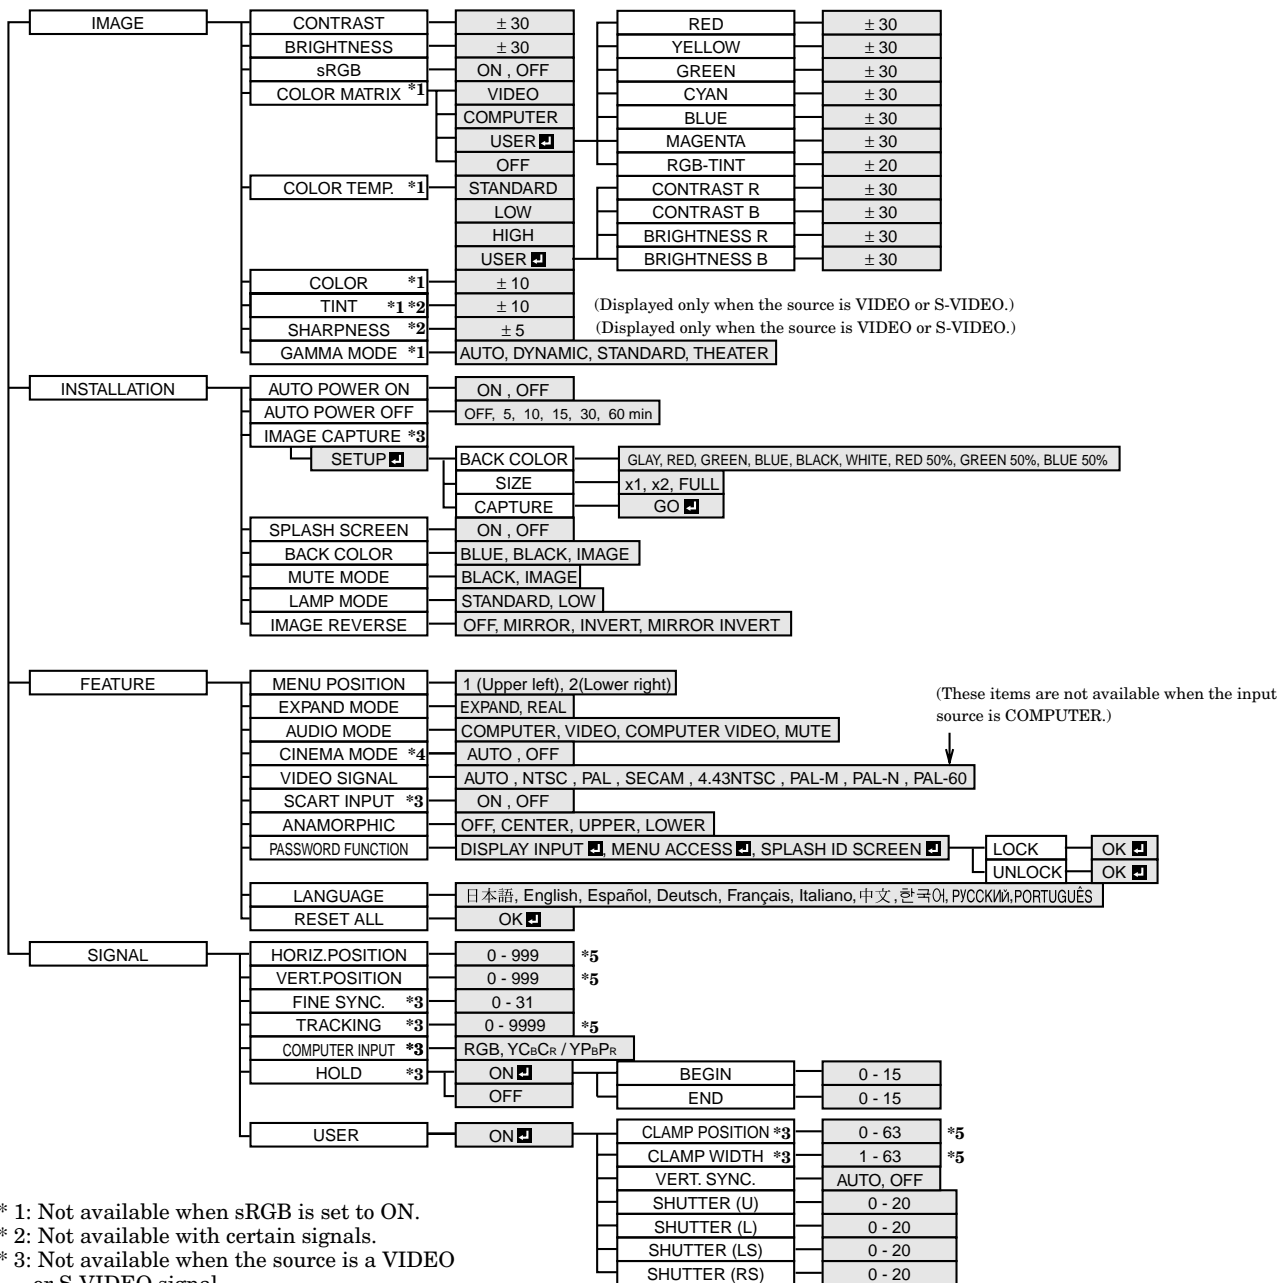 IMAGE CONTRAST ± 30 RED ± 30
BRIGHTNESS ± 30 YELLOW ± 30
sRGB ON , OFF GREEN ± 30
COLOR MATRIX *1 VIDEO CYAN ± 30
COMPUTER BLUE ± 30
USER MAGENTA ± 30
OFF RGB-TINT ± 20
COLOR TEMP. *1 STANDARD CONTRAST R ± 30
LOW CONTRAST B ± 30
HIGH BRIGHTNESS R ± 30
USER BRIGHTNESS B ± 30
COLOR *1 ± 10
TINT *1 *2 ± 10 (Displayed only when the source is VIDEO or S-VIDEO.)
SHARPNESS *2 ± 5 (Displayed only when the source is VIDEO or S-VIDEO.)
GAMMA MODE *1 AUTO, DYNAMIC, STANDARD, THEATER
INSTALLATION AUTO POWER ON ON , OFF
AUTO POWER OFF OFF, 5, 10, 15, 30, 60 min
IMAGE CAPTURE *3
SETUP BACK COLOR GLAY, RED, GREEN, BLUE, BLACK, WHITE, RED 50%, GREEN 50%, BLUE 50%
SIZE x1, x2, FULL
CAPTURE GO
SPLASH SCREEN ON , OFF
BACK COLOR BLUE, BLACK, IMAGE
MUTE MODE BLACK, IMAGE
LAMP MODE STANDARD, LOW
IMAGE REVERSE OFF, MIRROR, INVERT, MIRROR INVERT
FEATURE MENU POSITION 1 (Upper left), 2(Lower right)
(These items are not available when the input
source is COMPUTER.)
EXPAND MODE EXPAND, REAL
AUDIO MODE COMPUTER, VIDEO, COMPUTER VIDEO, MUTE
CINEMA MODE *4 AUTO , OFF
VIDEO SIGNAL AUTO , NTSC , PAL , SECAM , 4.43NTSC , PAL-M , PAL-N , PAL-60
SCART INPUT *3 ON , OFF
ANAMORPHIC OFF, CENTER, UPPER, LOWER
PASSWORD FUNCTION DISPLAY INPUT , MENU ACCESS , SPLASH ID SCREEN LOCK OK
UNLOCK OK
LANGUAGE 日本語, English, Español, Deutsch, Français, Italiano, 中文, 한국어, РУССКИЙ, PORTUGUÊS
RESET ALL OK
SIGNAL HORIZ.POSITION 0 - 999 *5
VERT.POSITION 0 - 999 *5
FINE SYNC. *3 0 - 31
TRACKING *3 0 - 9999 *5
COMPUTER INPUT *3 RGB, YCBCR / YPBPR
HOLD *3 ON BEGIN 0 - 15
OFF END 0 - 15
USER ON CLAMP POSITION *3 0 - 63 *5
CLAMP WIDTH *3 1 - 63 *5
VERT. SYNC. AUTO, OFF
SHUTTER (U) 0 - 20
SHUTTER (L) 0 - 20
SHUTTER (LS) 0 - 20
SHUTTER (RS) 0 - 20
* 1: Not available when sRGB is set to ON.
* 2: Not available with certain signals.
* 3: Not available when the source is a VIDEO
or S-VIDEO signal